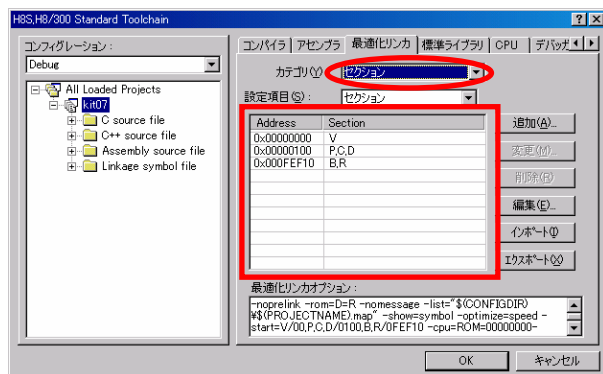 H8S,H8/300 Standard Toolchain
コンフィグレーション :
Debug
All Loaded Projects
kit07
C source file
C++ source file
Assembly source file
Linkage symbol file
コンパイラ アセンブラ 最適化リンカ 標準ライブラリ CPU デバッガ
カテゴリ(Y) セクション
設定項目(S) : セクション
Address Section
0x00000000 V
0x00000100 P,C,D
0x000FEF10 B,R
追加(A)...
変更(M)...
削除(R)
編集(E)...
インポート(I)
エクスポート(X)
最適化リンカオプション :
-noprelink -rom=D=R -nomessage -list="$(CONFIGDIR)
¥$(PROJECTNAME).map" -show=symbol -optimize=speed -
start=V/00,P,C,D/0100,B,R/0FEF10 -cpu=ROM=00000000-
OK キャンセル